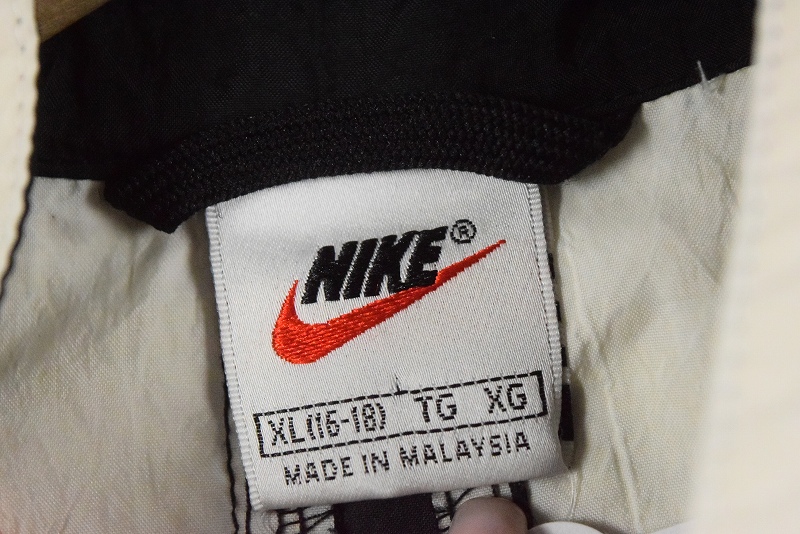 NIKE®
XL(16-18) TG XG
MADE IN MALAYSIA